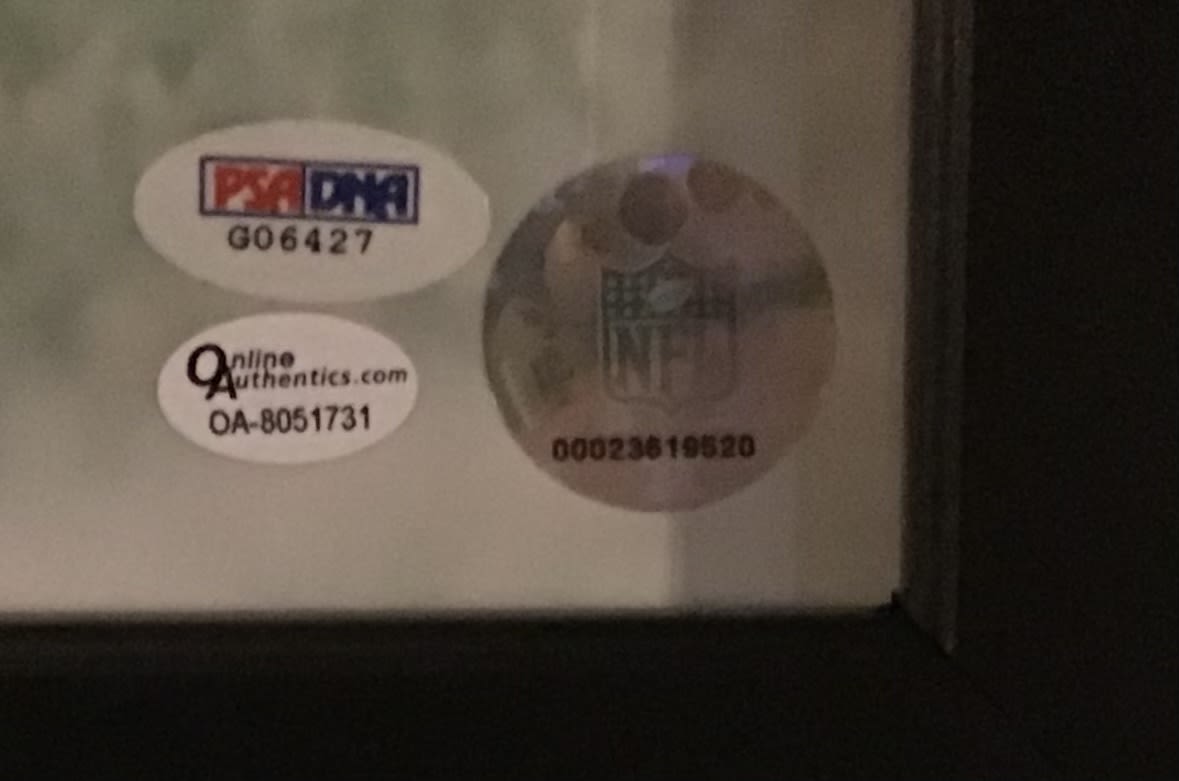 PSA DNA
G06427
Online
Authentics.com
OA-8051731
NFL
00023619520